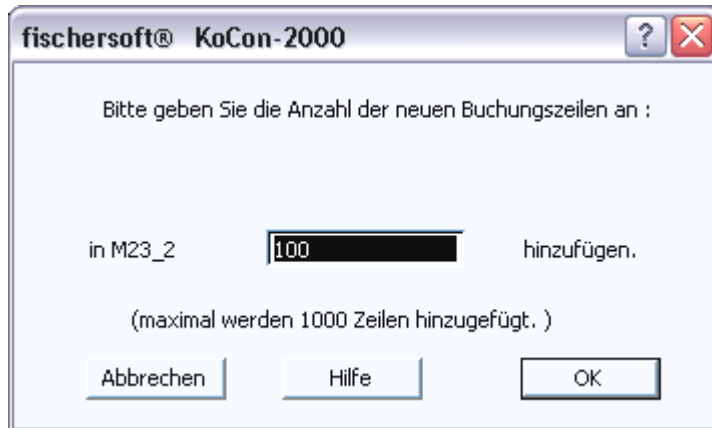 fischersoft® KoCon-2000
?
Bitte geben Sie die Anzahl der neuen Buchungszeilen an :
in M23_2 100 hinzufügen.
(maximal werden 1000 Zeilen hinzugefügt. )
Abbrechen Hilfe OK